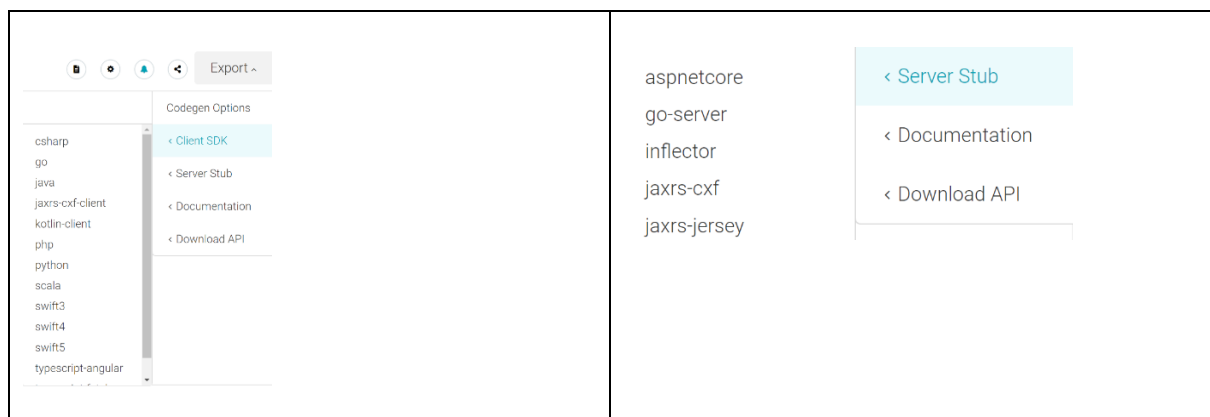 Export
Codegen Options
< Client SDK
< Server Stub
< Documentation
< Download API
csharp
go
java
jaxrs-cxf-client
kotlin-client
php
python
scala
swift3
swift4
swift5
typescript-angular
aspnetcore
go-server
inflector
jaxrs-cxf
jaxrs-jersey
< Server Stub
< Documentation
< Download API